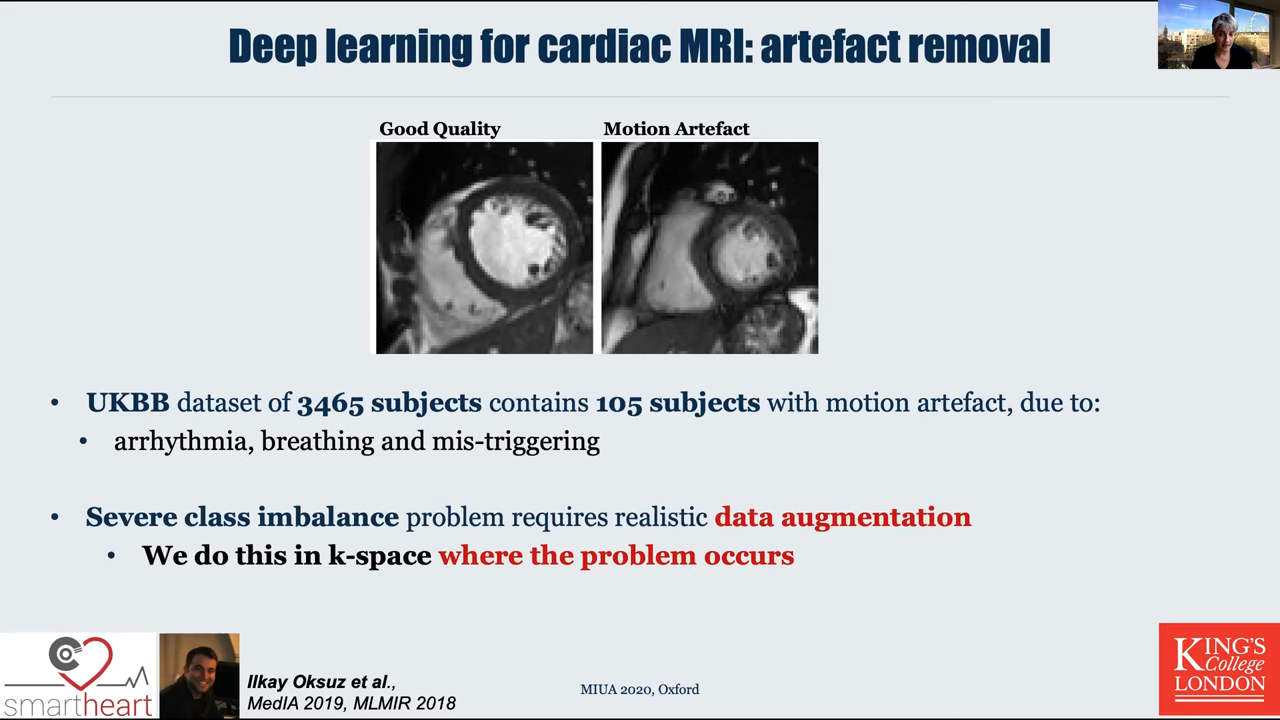 Deep learning for cardiac MRI: artefact removal
Good Quality
Motion Artefact
• UKBB dataset of 3465 subjects contains 105 subjects with motion artefact, due to:
• arrhythmia, breathing and mis-triggering
• Severe class imbalance problem requires realistic data augmentation
• We do this in k-space where the problem occurs
smartheart
Ilkay Oksuz et al.,
MedIA 2019, MLMIR 2018
MIUA 2020, Oxford
KING'S
College
LONDON